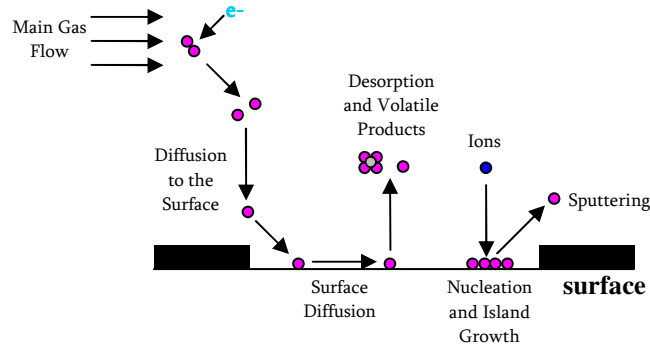 Main Gas
Flow
e-
Desorption
and Volatile
Products
Ions
Diffusion
to the
Surface
Sputtering
Surface
Diffusion
Nucleation
and Island
Growth
surface